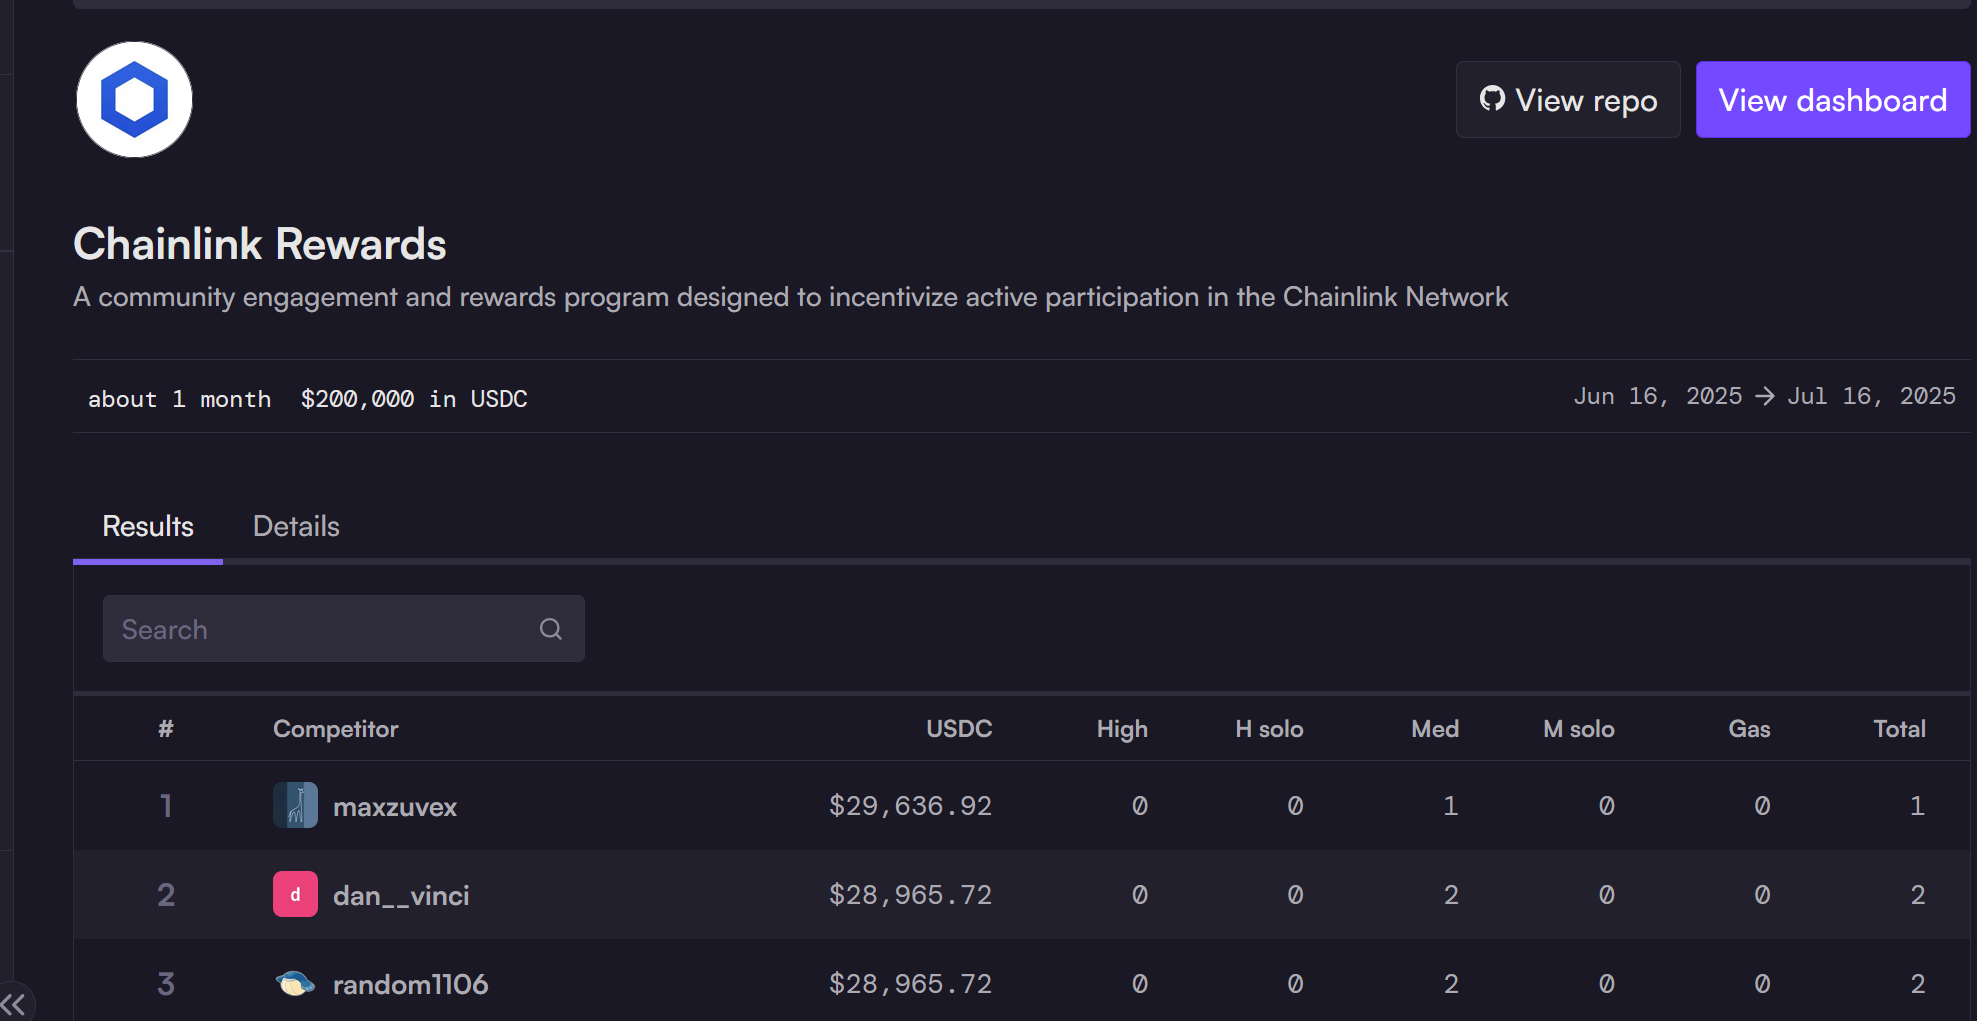 View repo
View dashboard
Chainlink Rewards
A community engagement and rewards program designed to incentivize active participation in the Chainlink Network
about 1 month $200,000 in USDC
Jun 16, 2025 → Jul 16, 2025
Results Details
Search
# Competitor USDC High H solo Med M solo Gas Total
1 maxzuvex $29,636.92 0 0 1 0 0 1
2 d dan__vinci $28,965.72 0 0 2 0 0 2
3 random1106 $28,965.72 0 0 2 0 0 2